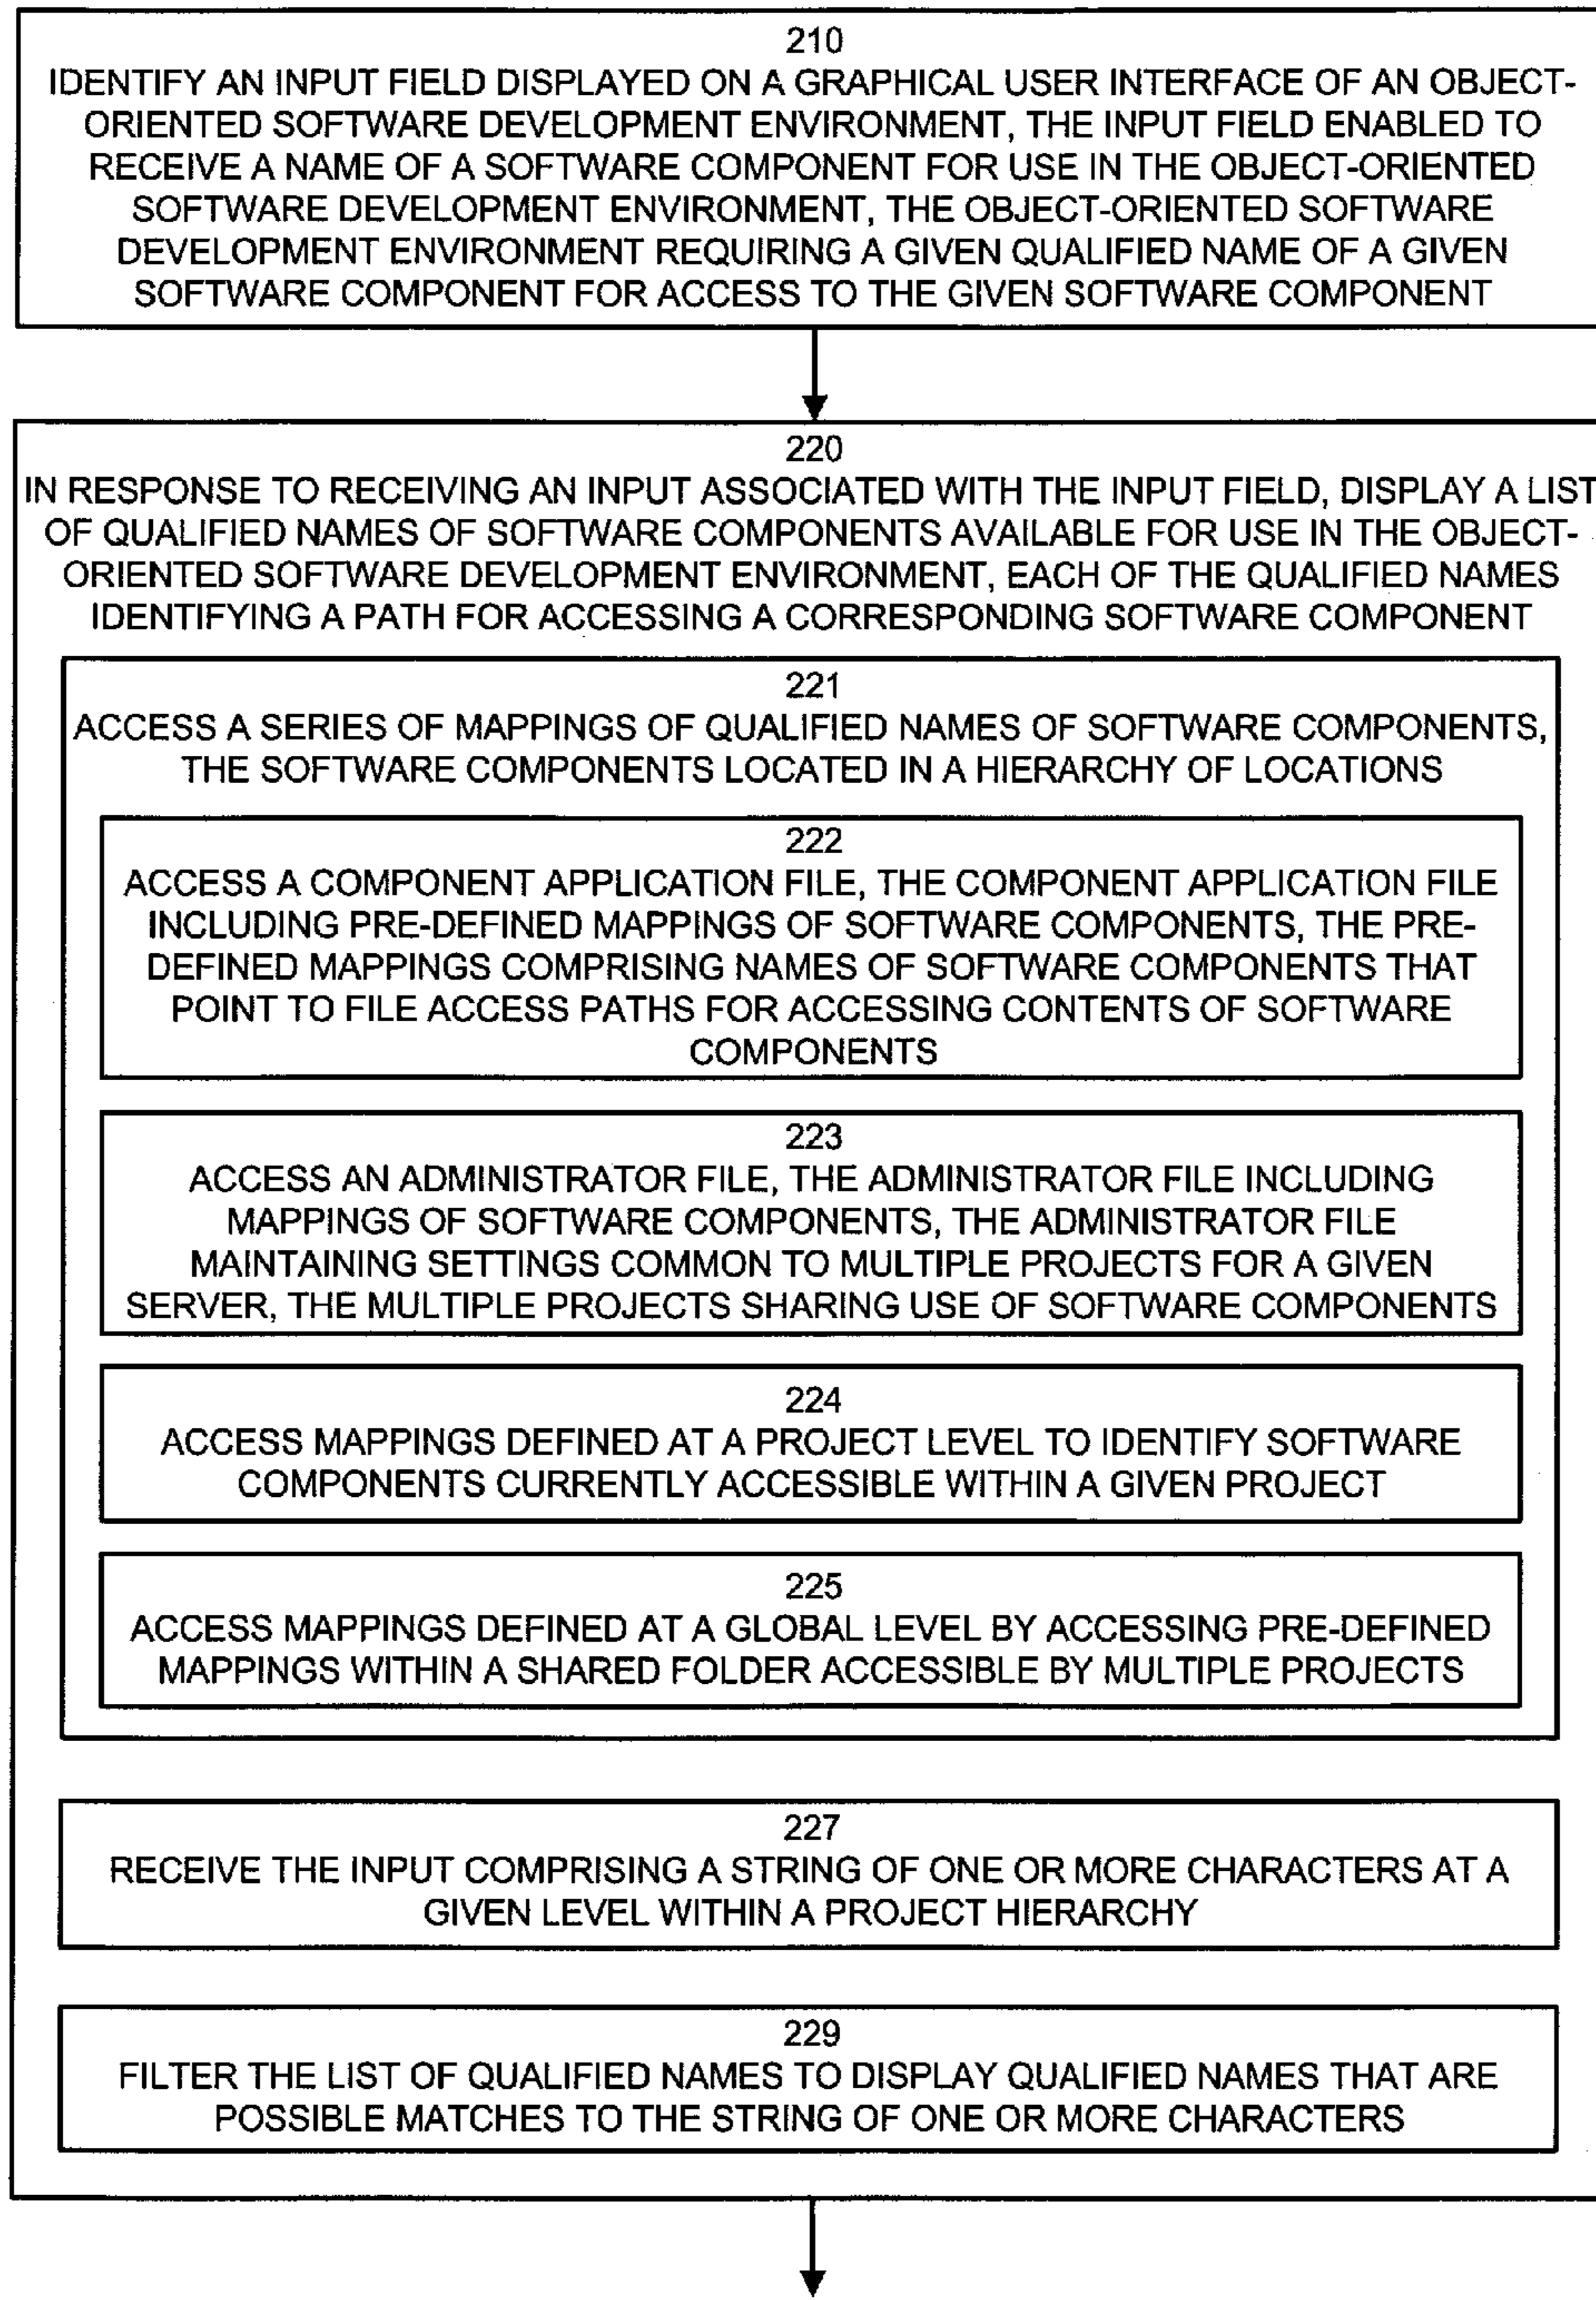 210
IDENTIFY AN INPUT FIELD DISPLAYED ON A GRAPHICAL USER INTERFACE OF AN OBJECT-
ORIENTED SOFTWARE DEVELOPMENT ENVIRONMENT, THE INPUT FIELD ENABLED TO
RECEIVE A NAME OF A SOFTWARE COMPONENT FOR USE IN THE OBJECT-ORIENTED
SOFTWARE DEVELOPMENT ENVIRONMENT, THE OBJECT-ORIENTED SOFTWARE
DEVELOPMENT ENVIRONMENT REQUIRING A GIVEN QUALIFIED NAME OF A GIVEN
SOFTWARE COMPONENT FOR ACCESS TO THE GIVEN SOFTWARE COMPONENT
220
IN RESPONSE TO RECEIVING AN INPUT ASSOCIATED WITH THE INPUT FIELD, DISPLAY A LIST
OF QUALIFIED NAMES OF SOFTWARE COMPONENTS AVAILABLE FOR USE IN THE OBJECT-
ORIENTED SOFTWARE DEVELOPMENT ENVIRONMENT, EACH OF THE QUALIFIED NAMES
IDENTIFYING A PATH FOR ACCESSING A CORRESPONDING SOFTWARE COMPONENT
221
ACCESS A SERIES OF MAPPINGS OF QUALIFIED NAMES OF SOFTWARE COMPONENTS,
THE SOFTWARE COMPONENTS LOCATED IN A HIERARCHY OF LOCATIONS
222
ACCESS A COMPONENT APPLICATION FILE, THE COMPONENT APPLICATION FILE
INCLUDING PRE-DEFINED MAPPINGS OF SOFTWARE COMPONENTS, THE PRE-
DEFINED MAPPINGS COMPRISING NAMES OF SOFTWARE COMPONENTS THAT
POINT TO FILE ACCESS PATHS FOR ACCESSING CONTENTS OF SOFTWARE
COMPONENTS
223
ACCESS AN ADMINISTRATOR FILE, THE ADMINISTRATOR FILE INCLUDING
MAPPINGS OF SOFTWARE COMPONENTS, THE ADMINISTRATOR FILE
MAINTAINING SETTINGS COMMON TO MULTIPLE PROJECTS FOR A GIVEN
SERVER, THE MULTIPLE PROJECTS SHARING USE OF SOFTWARE COMPONENTS
224
ACCESS MAPPINGS DEFINED AT A PROJECT LEVEL TO IDENTIFY SOFTWARE
COMPONENTS CURRENTLY ACCESSIBLE WITHIN A GIVEN PROJECT
225
ACCESS MAPPINGS DEFINED AT A GLOBAL LEVEL BY ACCESSING PRE-DEFINED
MAPPINGS WITHIN A SHARED FOLDER ACCESSIBLE BY MULTIPLE PROJECTS
227
RECEIVE THE INPUT COMPRISING A STRING OF ONE OR MORE CHARACTERS AT A
GIVEN LEVEL WITHIN A PROJECT HIERARCHY
229
FILTER THE LIST OF QUALIFIED NAMES TO DISPLAY QUALIFIED NAMES THAT ARE
POSSIBLE MATCHES TO THE STRING OF ONE OR MORE CHARACTERS